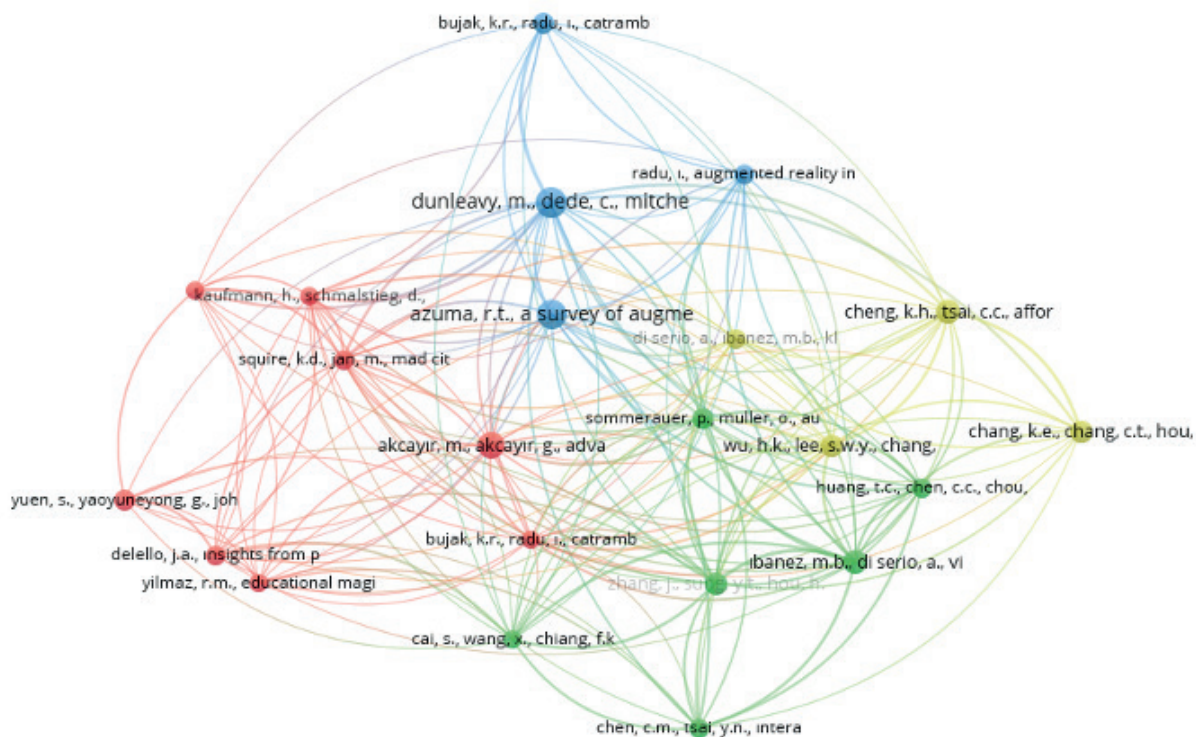 bujak, k.r., radu, ı., catramb
radu, ı., augmented reality in
dunleavy, m., dede, c., mitche
kaufmann, h., schmalstieg, d.,
azuma, r.t., a survey of augme
cheng, k.h., tsai, c.c., affor
di serio, a., ibanez, m.b., kl
squire, k.d., jan, m., mad cit
sommerauer, p., muller, o., au
chang, k.e., chang, c.t., hou,
akcayır, m., akcayır, g., adva
wu, h.k., lee, s.w.y., chang,
huang, t.c., chen, c.c., chou,
yuen, s., yaoyuneyong, g., joh
bujak, k.r., radu, ı., catramb
delello, j.a., ınsights from p
ıbanez, m.b., di serio, a., vi
yilmaz, r.m., educational magi
zhang, j., sung, y.t., hou, h.
cai, s., wang, x., chiang, f.k
chen, c.m., tsai, y.n., ıntera